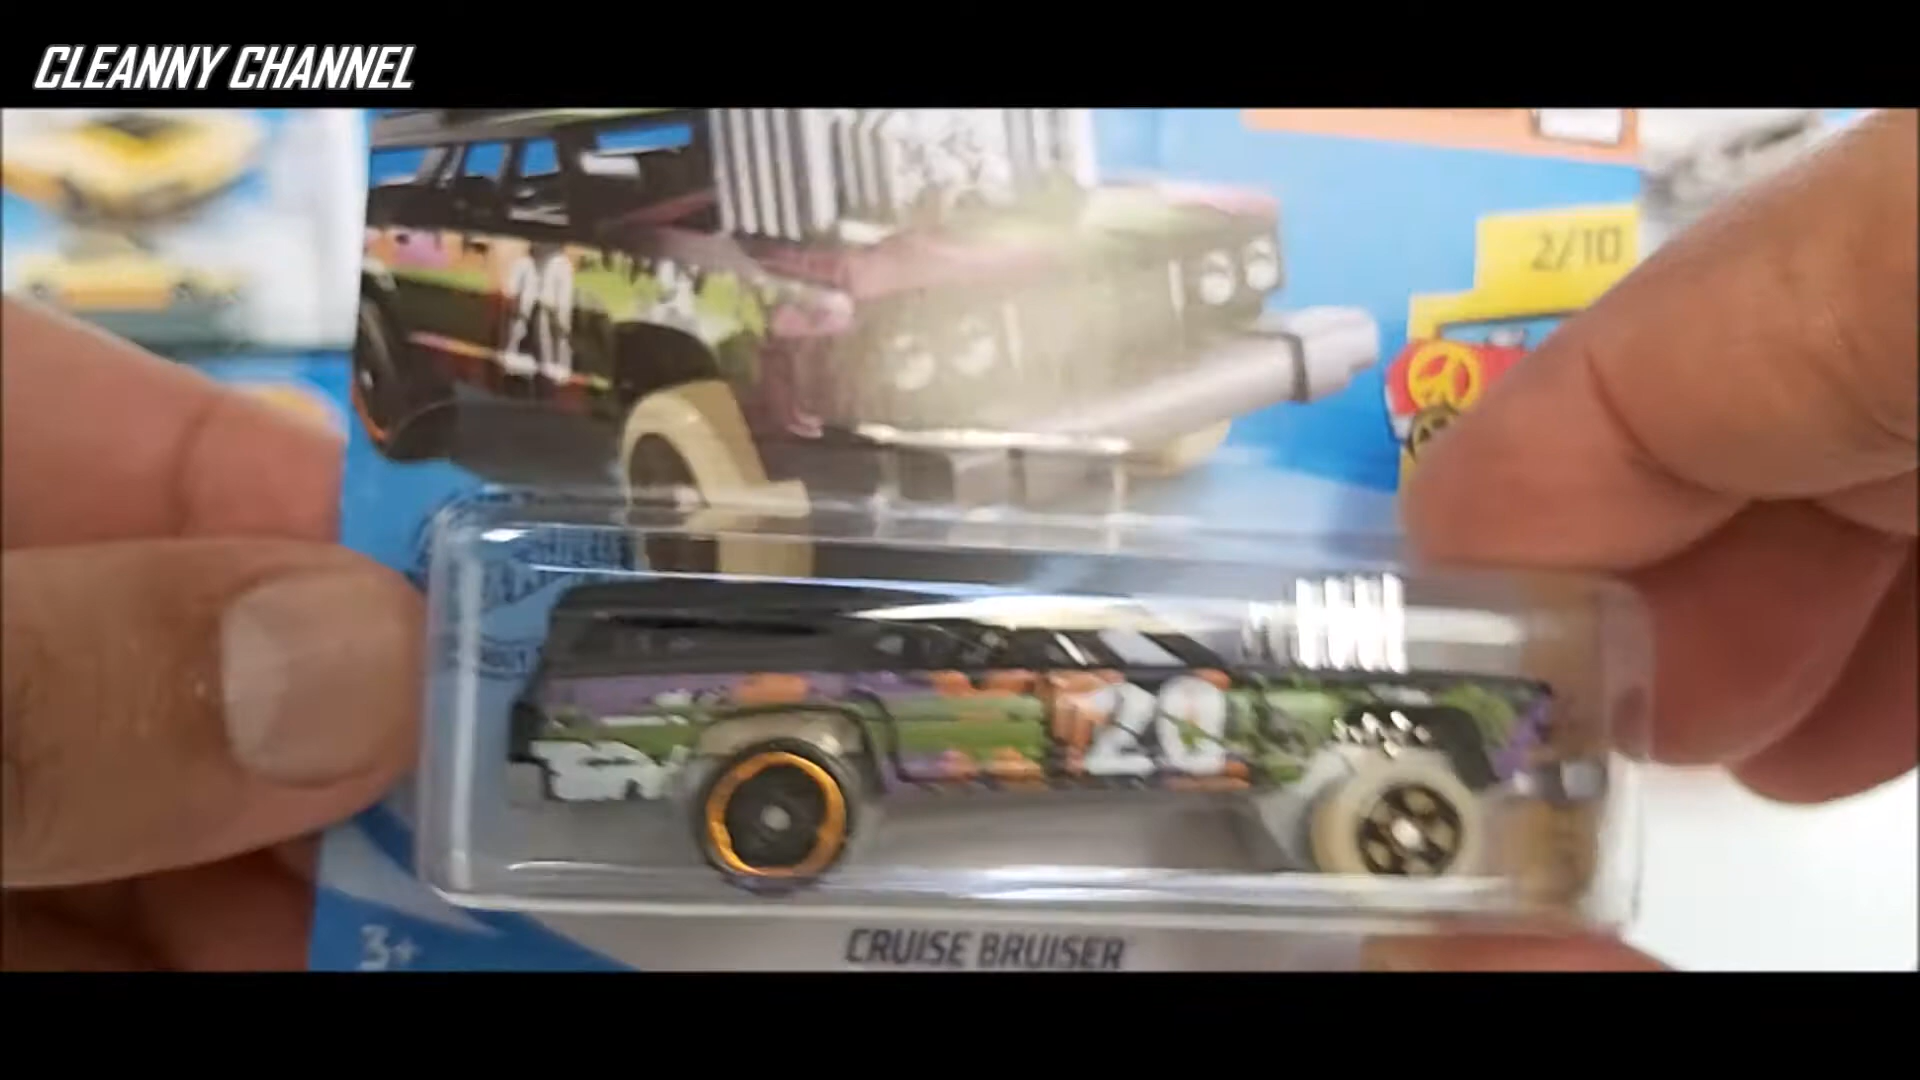 CLEANNY CHANNEL
2/10
20
20
3+
CRUISE BRUISER